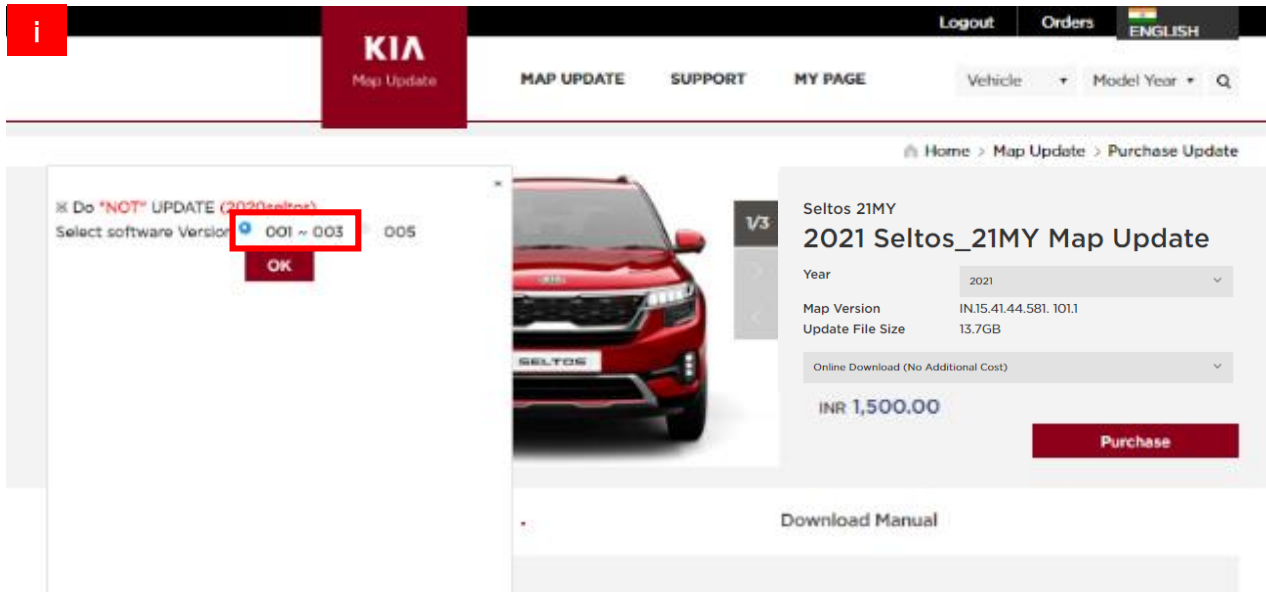 i
Logout Orders ENGLISH
KIA
Map Update
MAP UPDATE SUPPORT MY PAGE Vehicle Model Year
Home > Map Update > Purchase Update
※ Do "NOT" UPDATE (2020seltos)
Select software Version 001 ~ 003 005
OK
SELTOS
1/3
Seltos 21MY
2021 Seltos_21MY Map Update
Year 2021
Map Version IN.15.41.44.581. 101.1
Update File Size 13.7GB
Online Download (No Additional Cost)
INR 1,500.00
Purchase
Download Manual